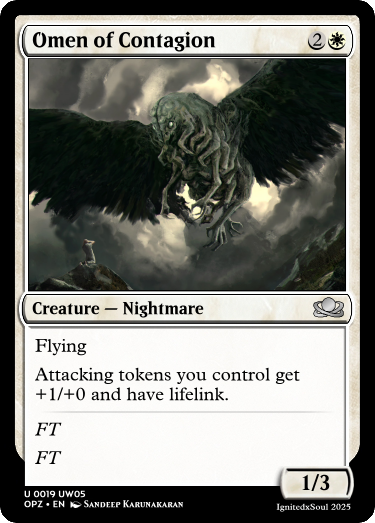 Omen of Contagion 2
Creature — Nightmare
Flying
Attacking tokens you control get
+1/+0 and have lifelink.
FT
FT
1/3
U 0019 UW05
OPZ • EN Sandeep Karunakaran
IgnitedxSoul 2025